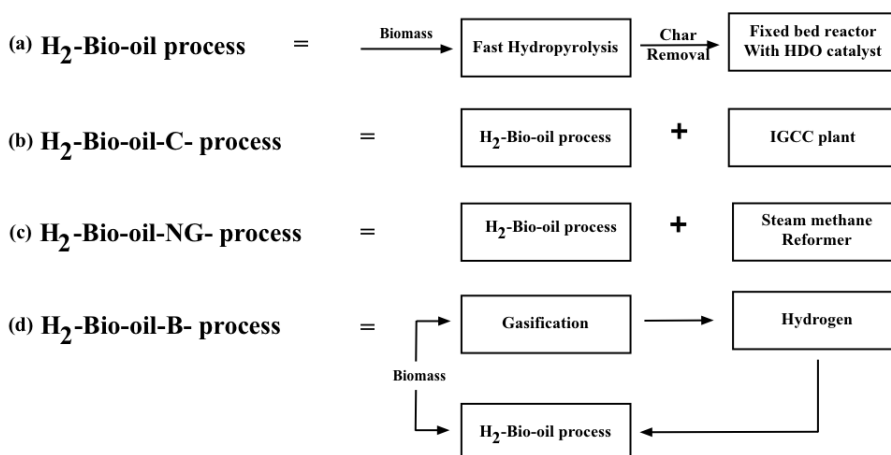 (a) H2-Bio-oil process = Biomass Fast Hydropyrolysis Char Removal Fixed bed reactor With HDO catalyst
(b) H2-Bio-oil-C- process = H2-Bio-oil process + IGCC plant
(c) H2-Bio-oil-NG- process = H2-Bio-oil process + Steam methane Reformer
(d) H2-Bio-oil-B- process = Gasification Hydrogen
Biomass
H2-Bio-oil process